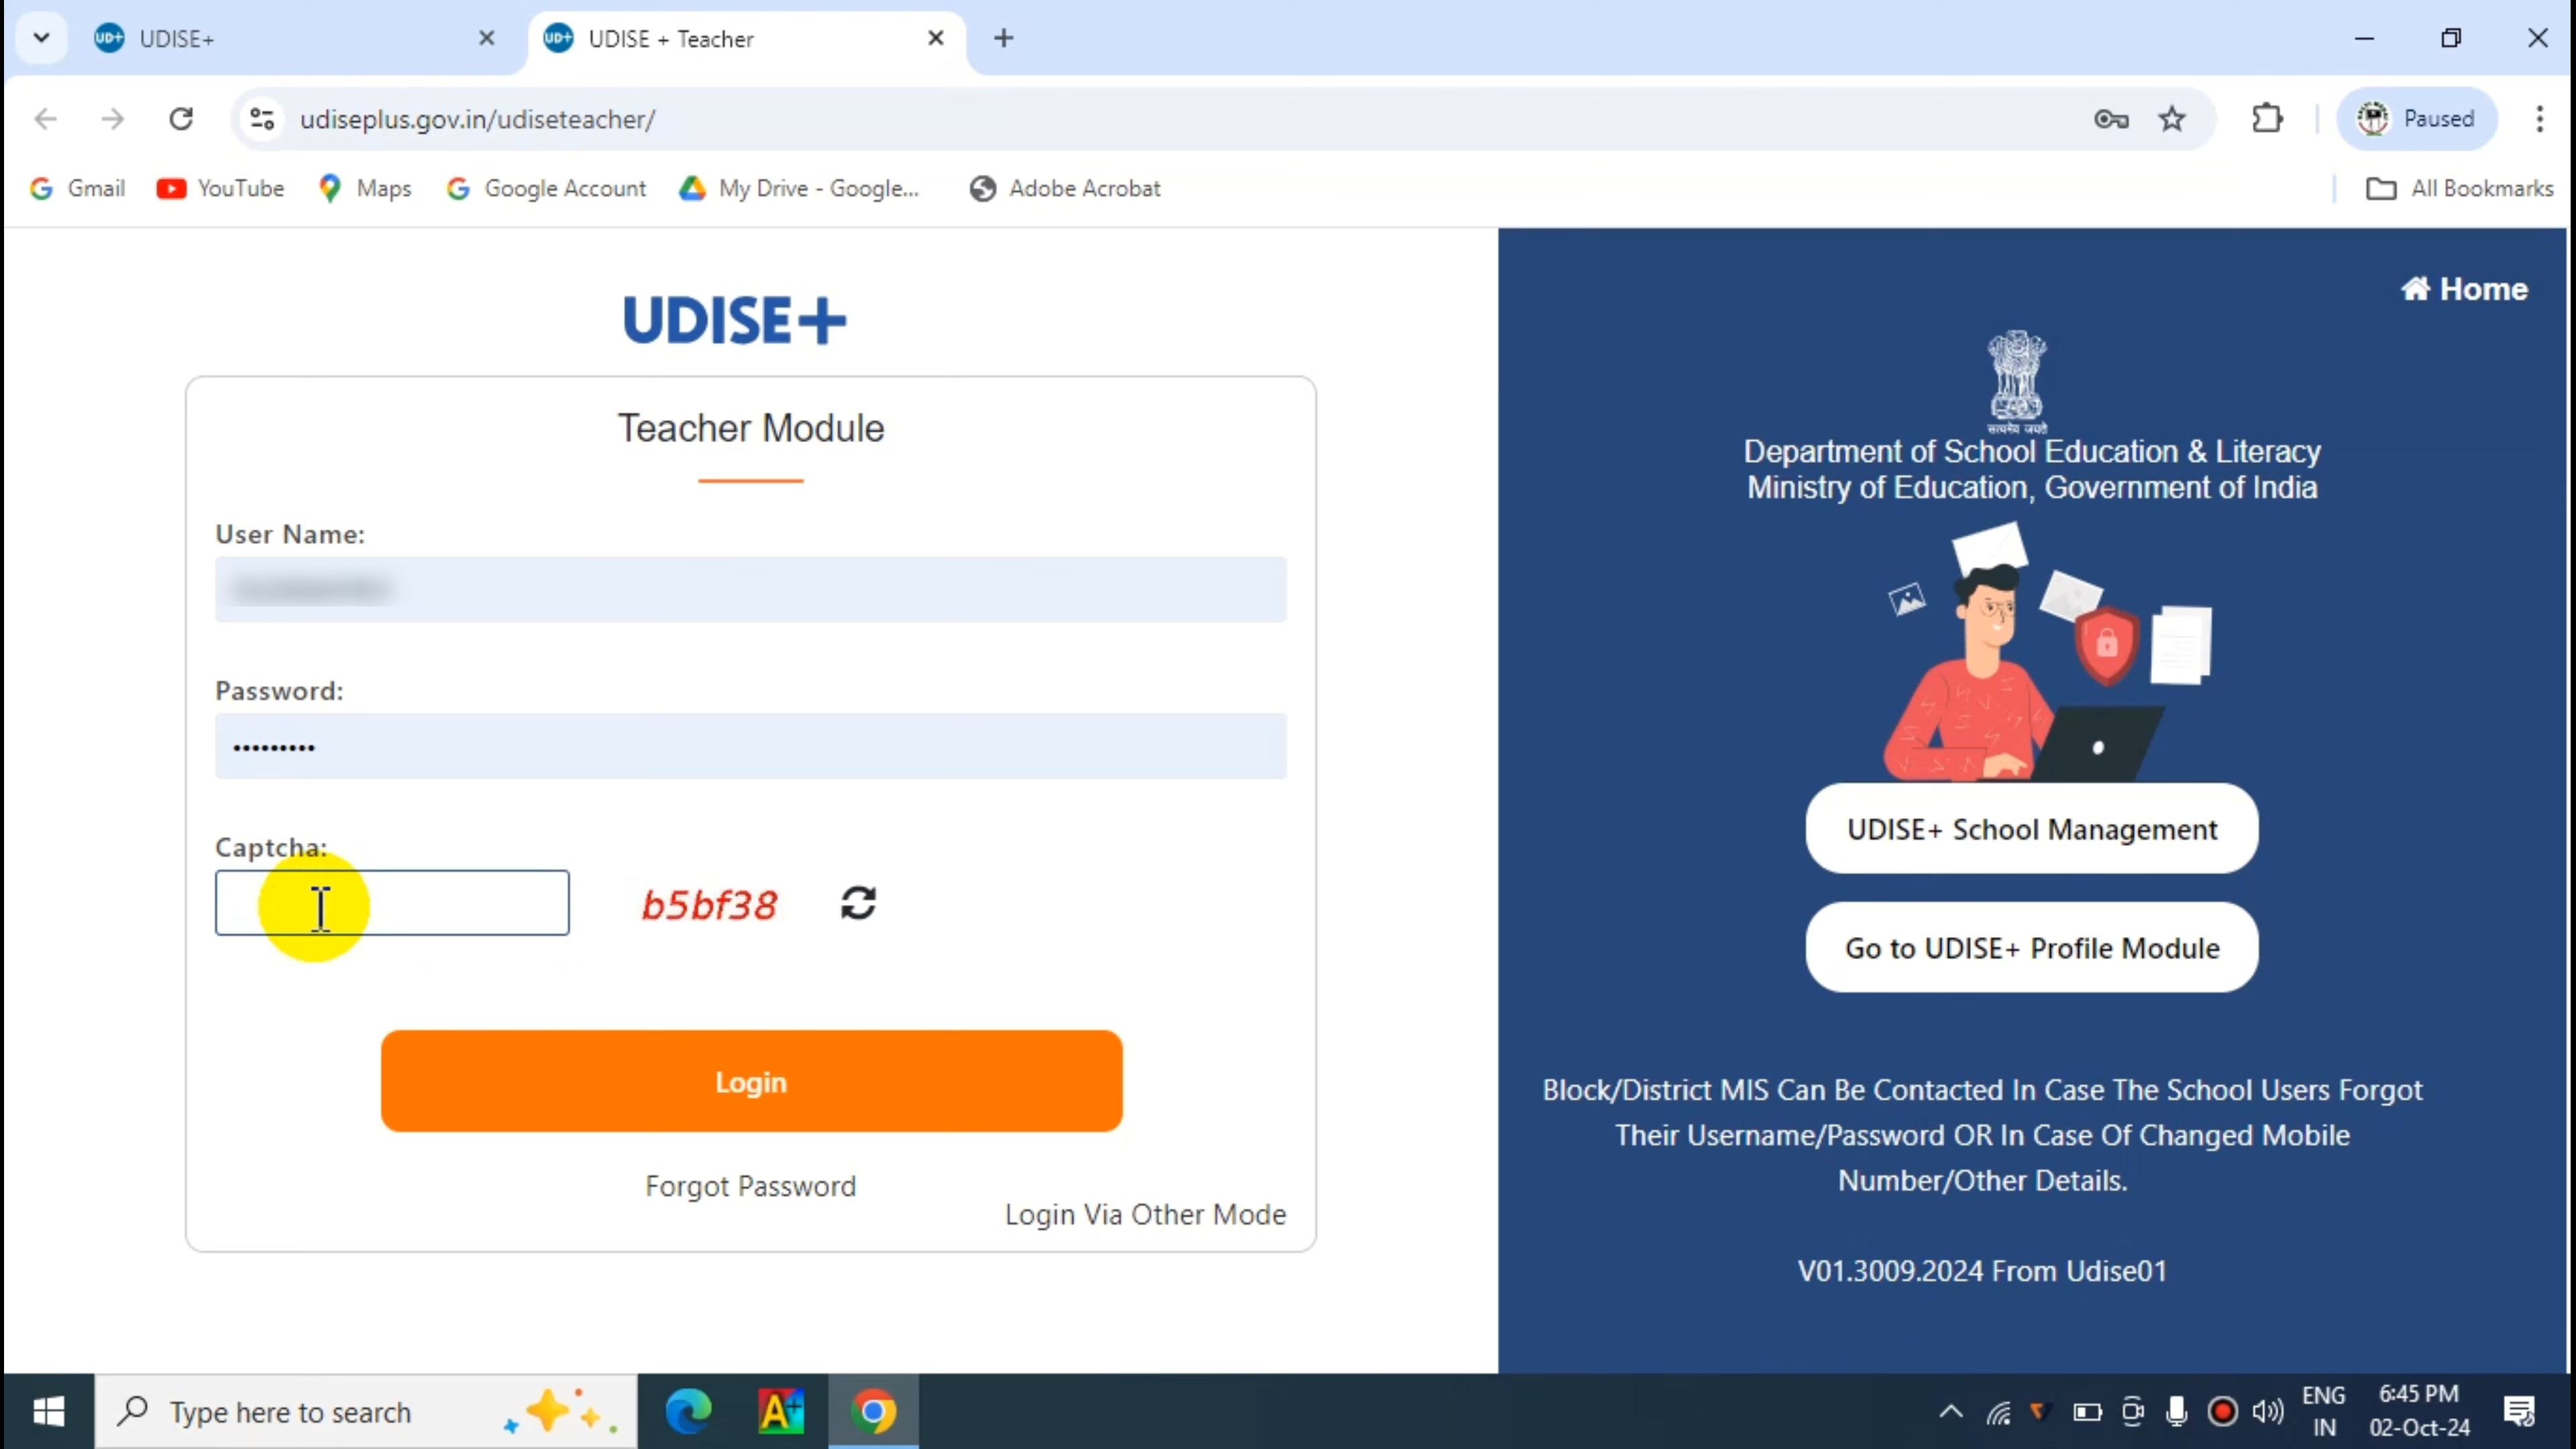 UDISE+
UDISE + Teacher
udiseplus.gov.in/udiseteacher/
Paused
Gmail
YouTube
Maps
Google Account
My Drive - Google...
Adobe Acrobat
All Bookmarks
UDISE+
Teacher Module
User Name:
Password:
•••••••••
Captcha:
b5bf38
Login
Forgot Password
Login Via Other Mode
Home
सत्यमेव जयते
Department of School Education & Literacy
Ministry of Education, Government of India
UDISE+ School Management
Go to UDISE+ Profile Module
Block/District MIS Can Be Contacted In Case The School Users Forgot
Their Username/Password OR In Case Of Changed Mobile
Number/Other Details.
V01.3009.2024 From Udise01
Type here to search
ENG
IN
6:45 PM
02-Oct-24